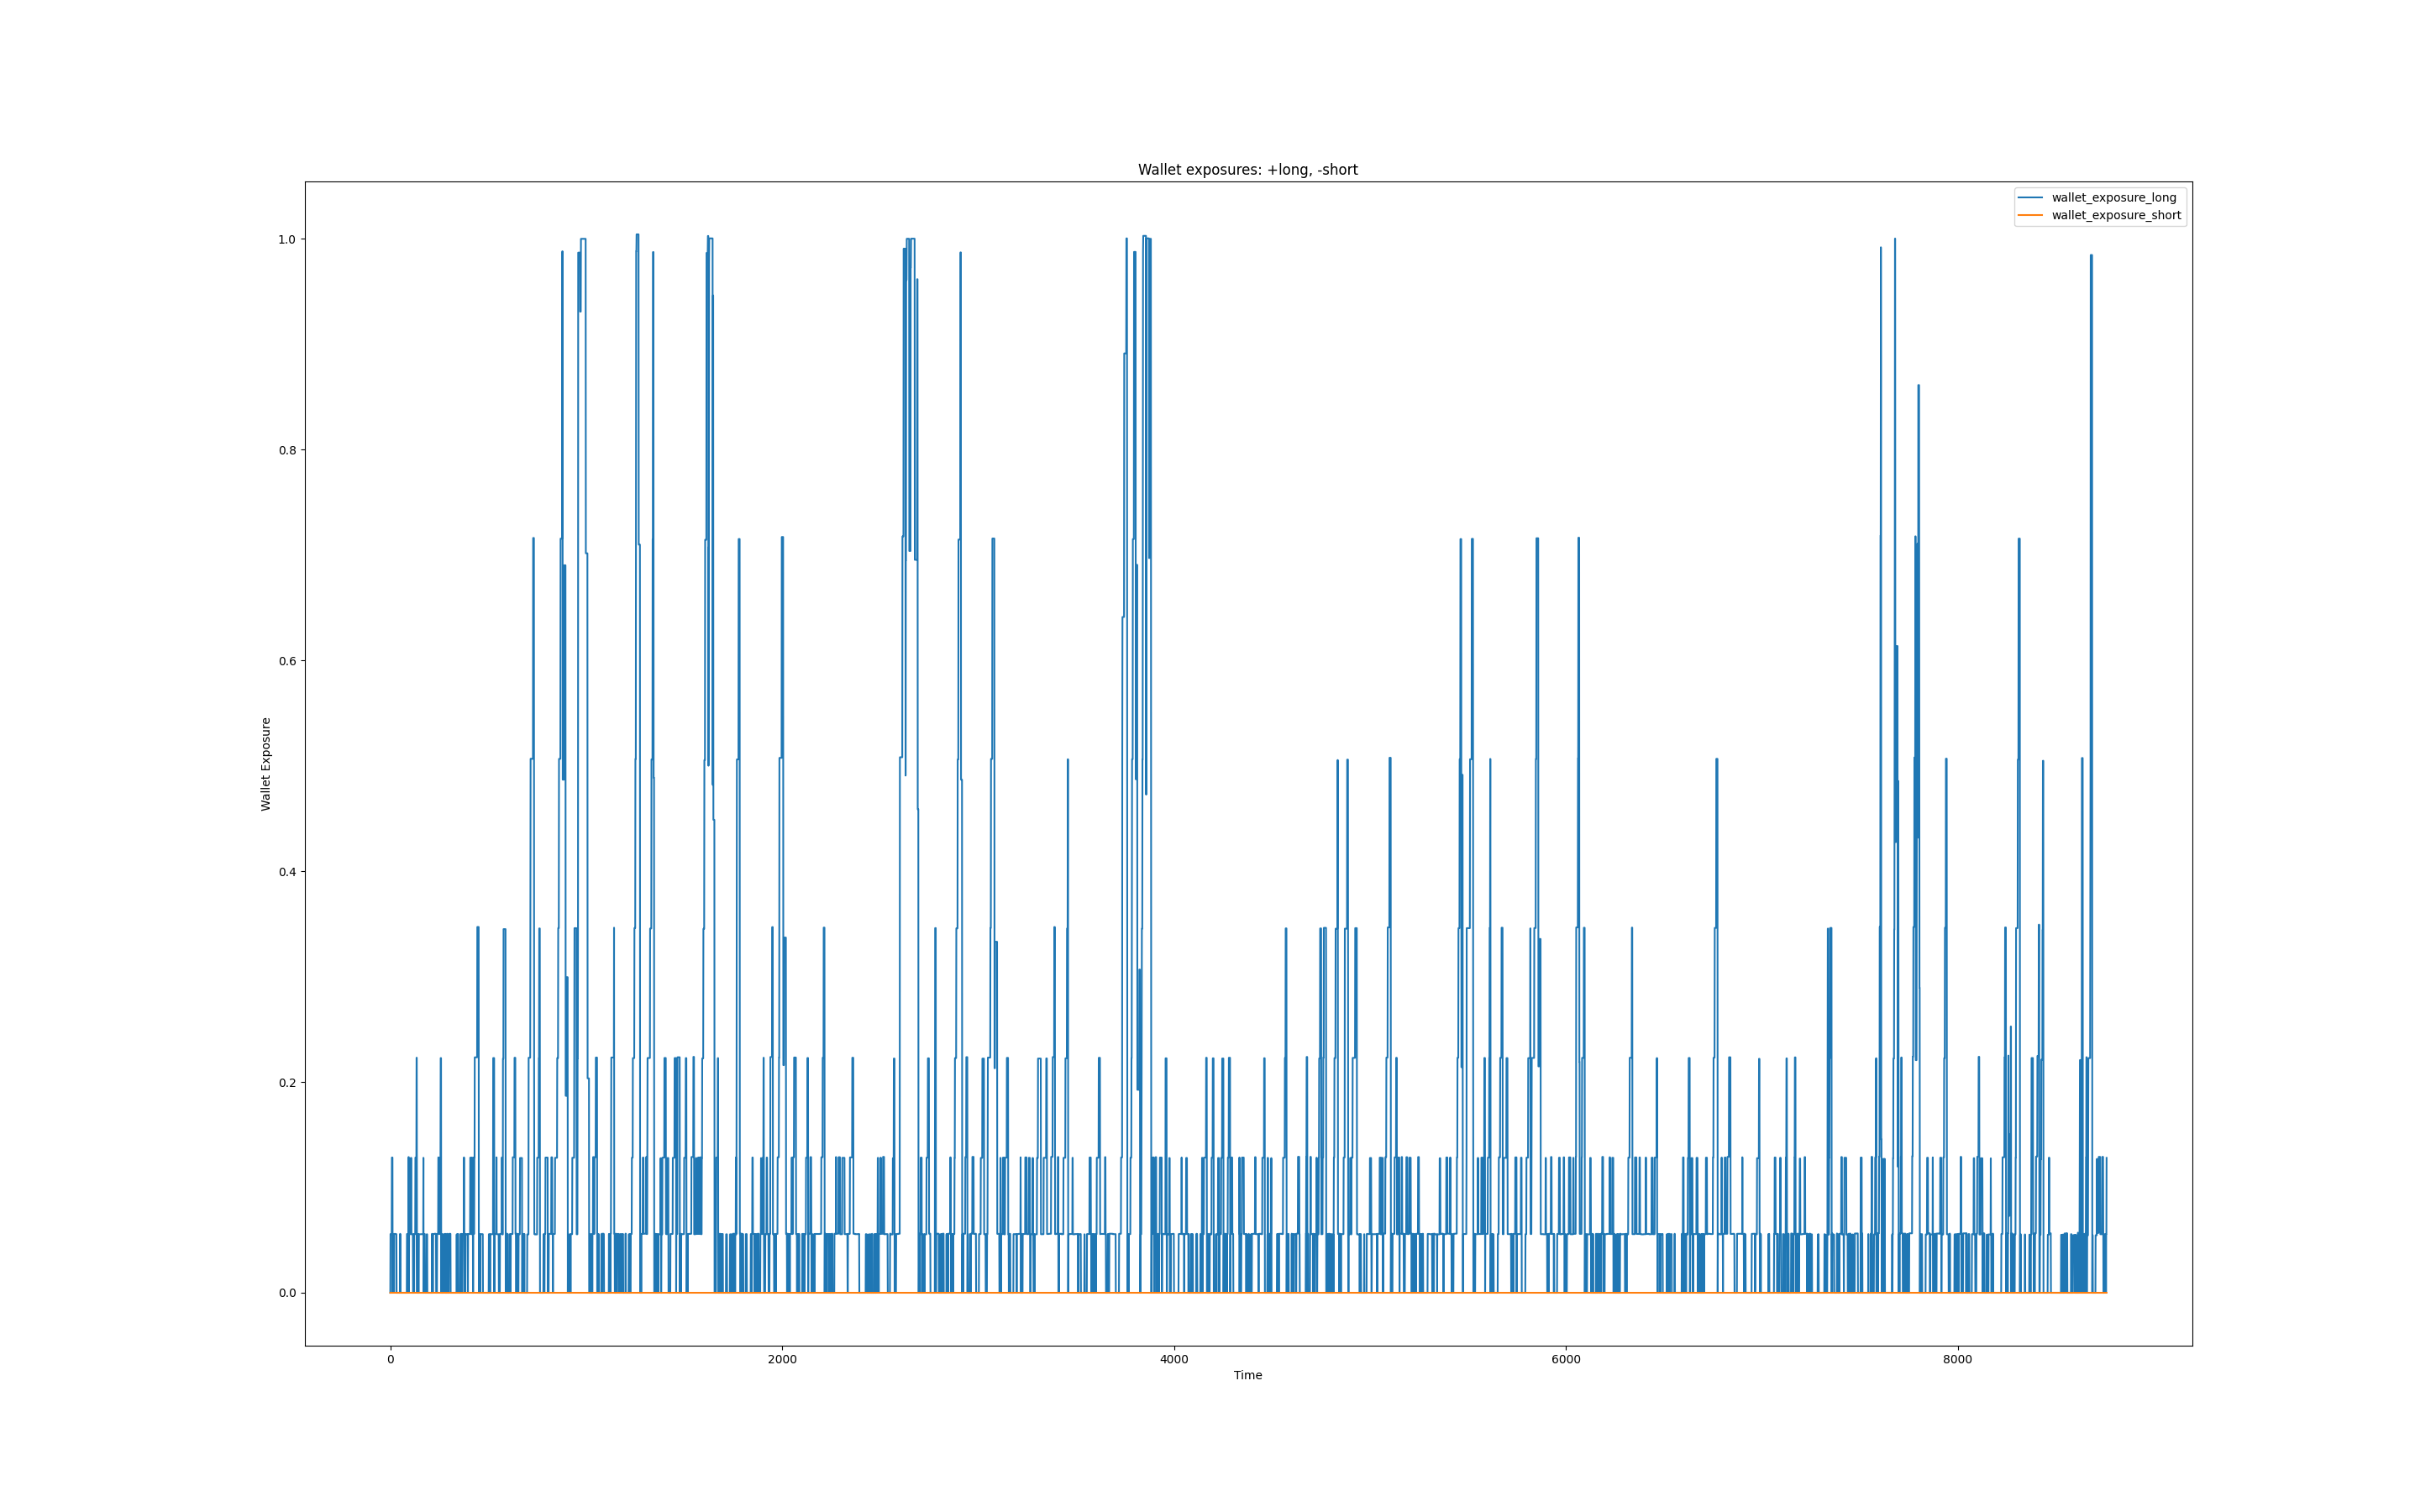 Wallet exposures: +long, -short
wallet_exposure_long
wallet_exposure_short
1.0
0.8
0.6
0.4
0.2
0.0
Wallet Exposure
0 2000 4000 6000 8000
Time